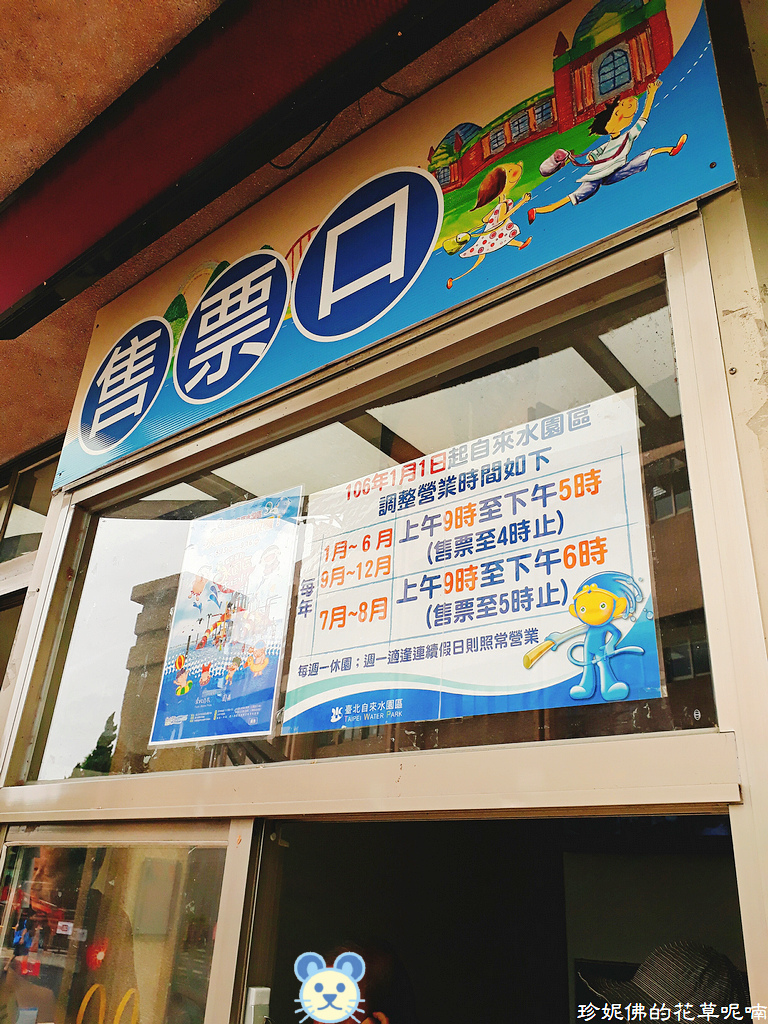 售票口
106年1月1日起自來水園區
調整營業時間如下
每年
1月~6月
9月~12月
上午9時至下午5時
(售票至4時止)
7月~8月
上午9時至下午6時
(售票至5時止)
每週一休園；週一適逢連續假日則照常營業
臺北自來水園區
TAIPEI WATER PARK
珍妮佛的花草呢喃